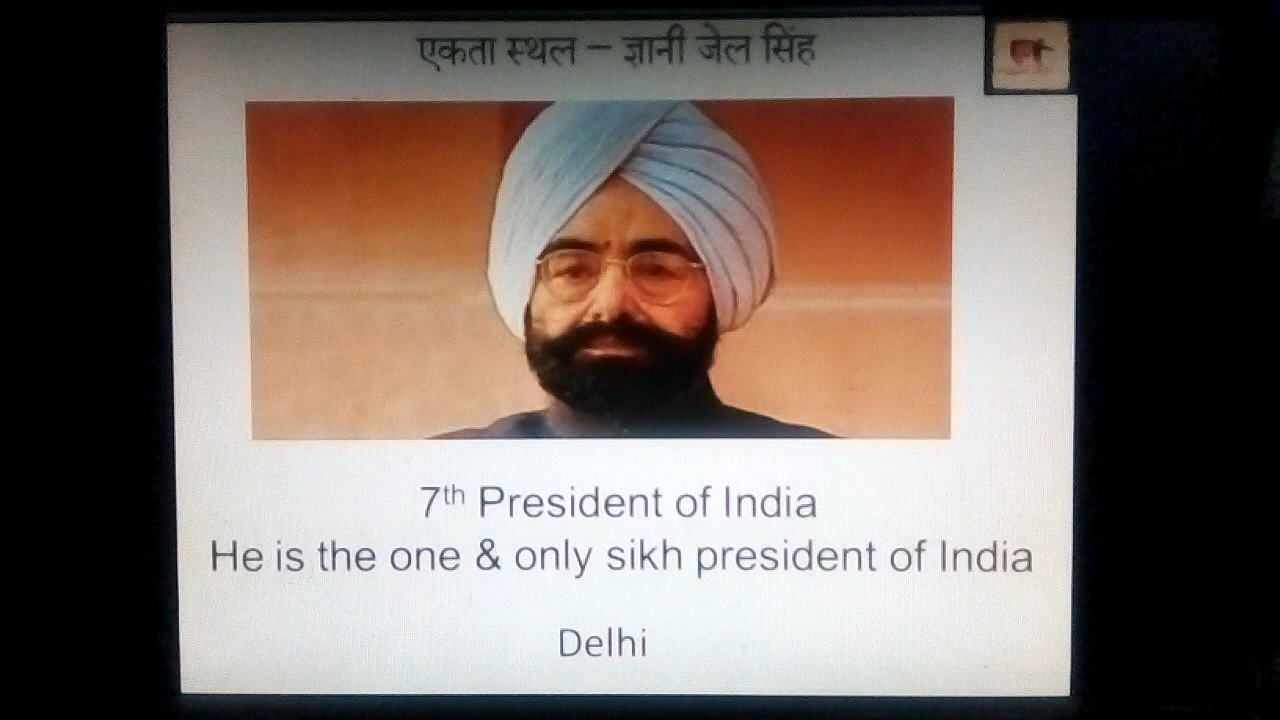 एकता स्थल – ज्ञानी जेल सिंह
7th President of India
He is the one & only sikh president of India
Delhi